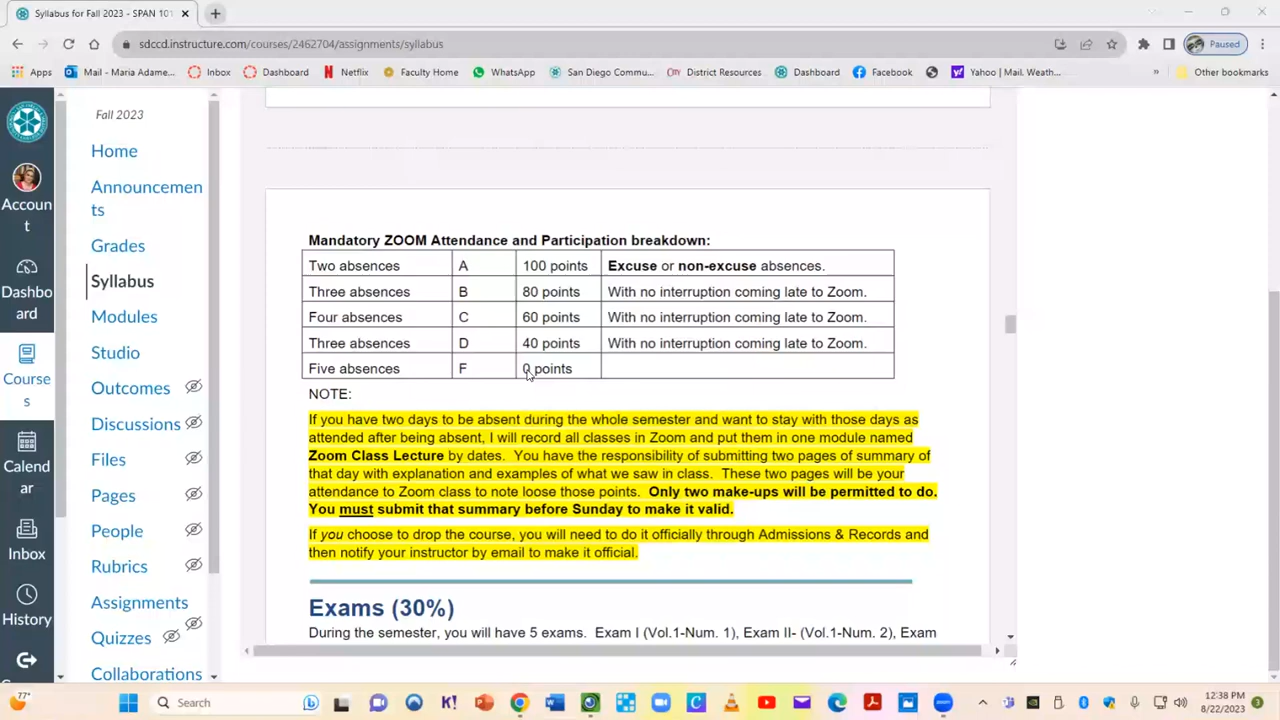 Syllabus for Fall 2023 - SPAN 101
sdccd.instructure.com/courses/2462704/assignments/syllabus
Paused
Apps
Mail - Maria Adame...
Inbox
Dashboard
Netflix
Faculty Home
WhatsApp
San Diego Commu...
District Resources
Dashboard
Facebook
Yahoo | Mail. Weath...
»
Other bookmarks
Accoun
t
Dashbo
ard
Course
s
Calend
ar
Inbox
History
Fall 2023
Home
Announcemen
ts
Grades
Syllabus
Modules
Studio
Outcomes
Discussions
Files
Pages
People
Rubrics
Assignments
Quizzes
Collaborations
Mandatory ZOOM Attendance and Participation breakdown:
Two absences A 100 points Excuse or non-excuse absences.
Three absences B 80 points With no interruption coming late to Zoom.
Four absences C 60 points With no interruption coming late to Zoom.
Three absences D 40 points With no interruption coming late to Zoom.
Five absences F 0 points
NOTE:
If you have two days to be absent during the whole semester and want to stay with those days as
attended after being absent, I will record all classes in Zoom and put them in one module named
Zoom Class Lecture by dates. You have the responsibility of submitting two pages of summary of
that day with explanation and examples of what we saw in class. These two pages will be your
attendance to Zoom class to note loose those points. Only two make-ups will be permitted to do.
You must submit that summary before Sunday to make it valid.
If you choose to drop the course, you will need to do it officially through Admissions & Records and
then notify your instructor by email to make it official.
Exams (30%)
During the semester, you will have 5 exams. Exam I (Vol.1-Num. 1), Exam II- (Vol.1-Num. 2), Exam
77°
Search
K!
12:38 PM
8/22/2023